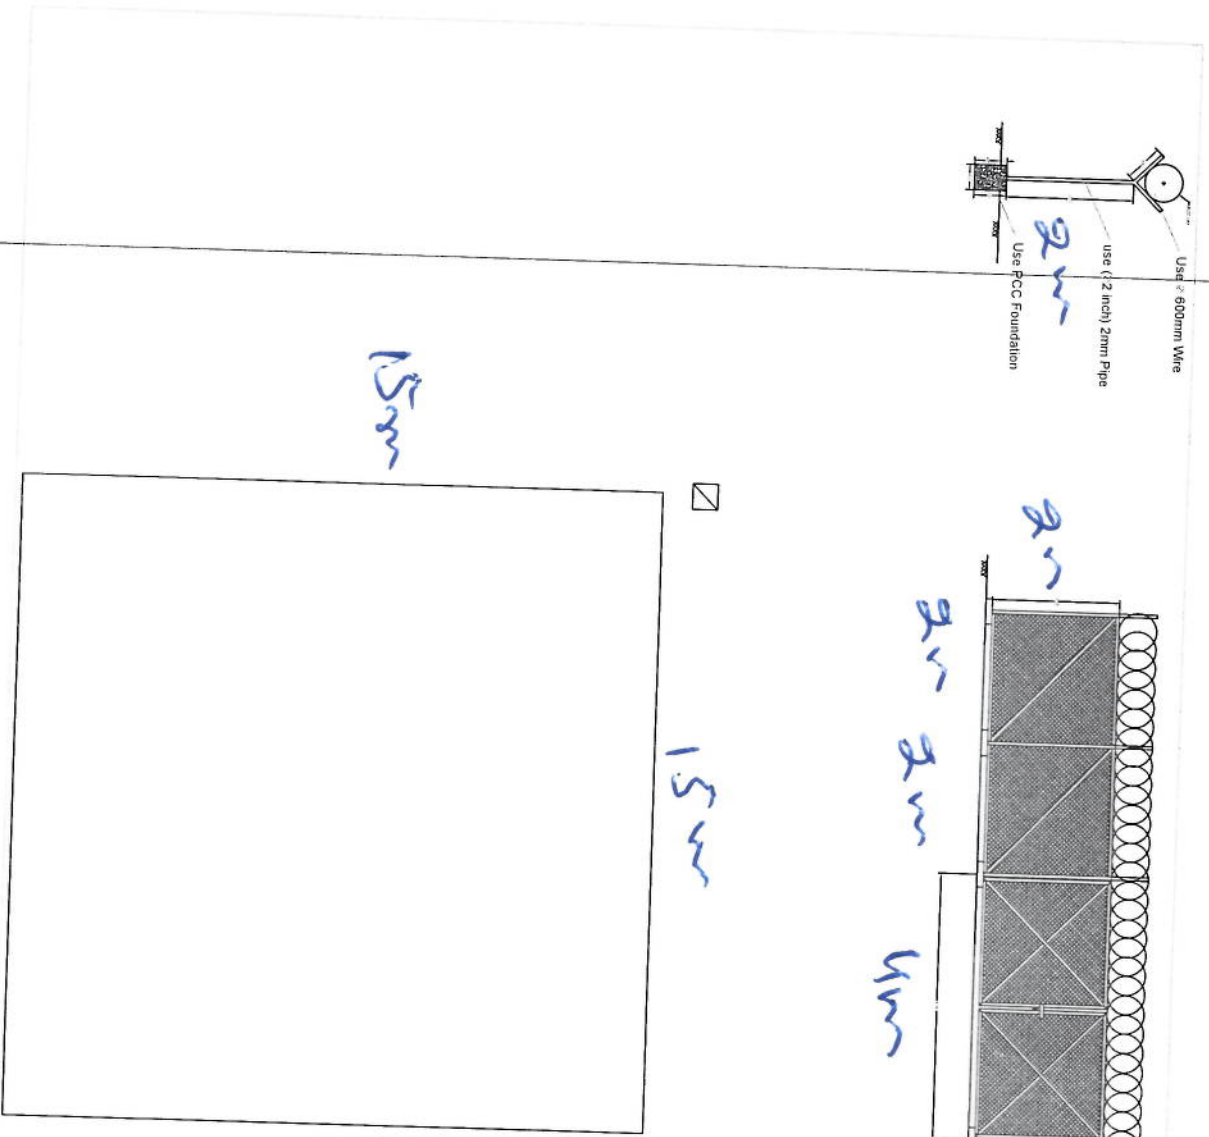 Use ⌀ 600mm Wire
use (⌀2 inch) 2mm Pipe
Use PCC Foundation
2m
15m
15m
2m
2m
2m
4m